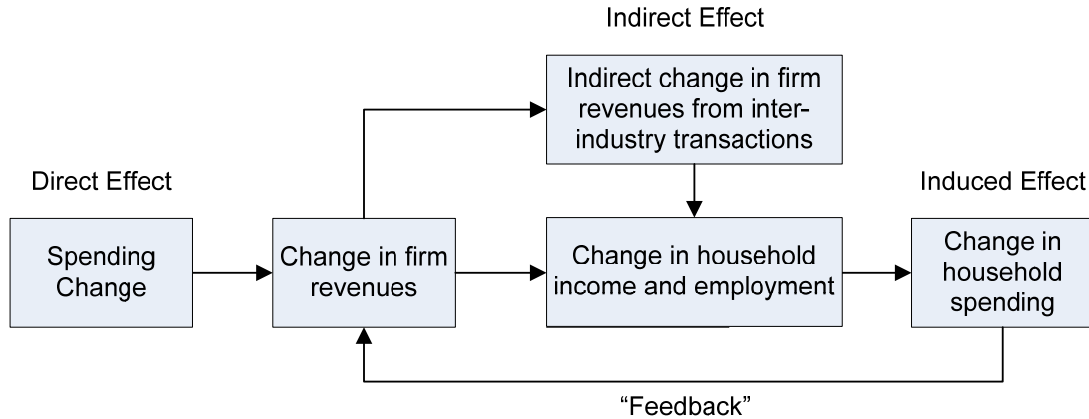 Indirect Effect
Indirect change in firm
revenues from inter-
industry transactions
Direct Effect
Induced Effect
Spending
Change
Change in firm
revenues
Change in household
income and employment
Change in
household
spending
“Feedback”